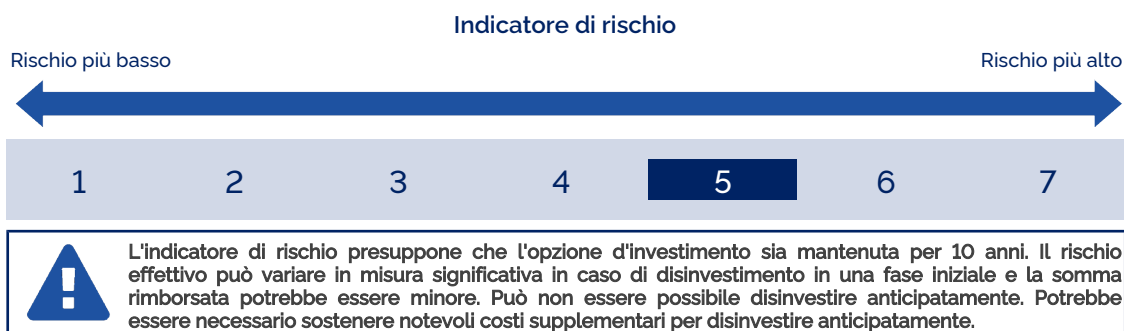 Indicatore di rischio
Rischio più basso
Rischio più alto
1 2 3 4 5 6 7
L'indicatore di rischio presuppone che l'opzione d'investimento sia mantenuta per 10 anni. Il rischio
effettivo può variare in misura significativa in caso di disinvestimento in una fase iniziale e la somma
rimborsata potrebbe essere minore. Può non essere possibile disinvestire anticipatamente. Potrebbe
essere necessario sostenere notevoli costi supplementari per disinvestire anticipatamente.